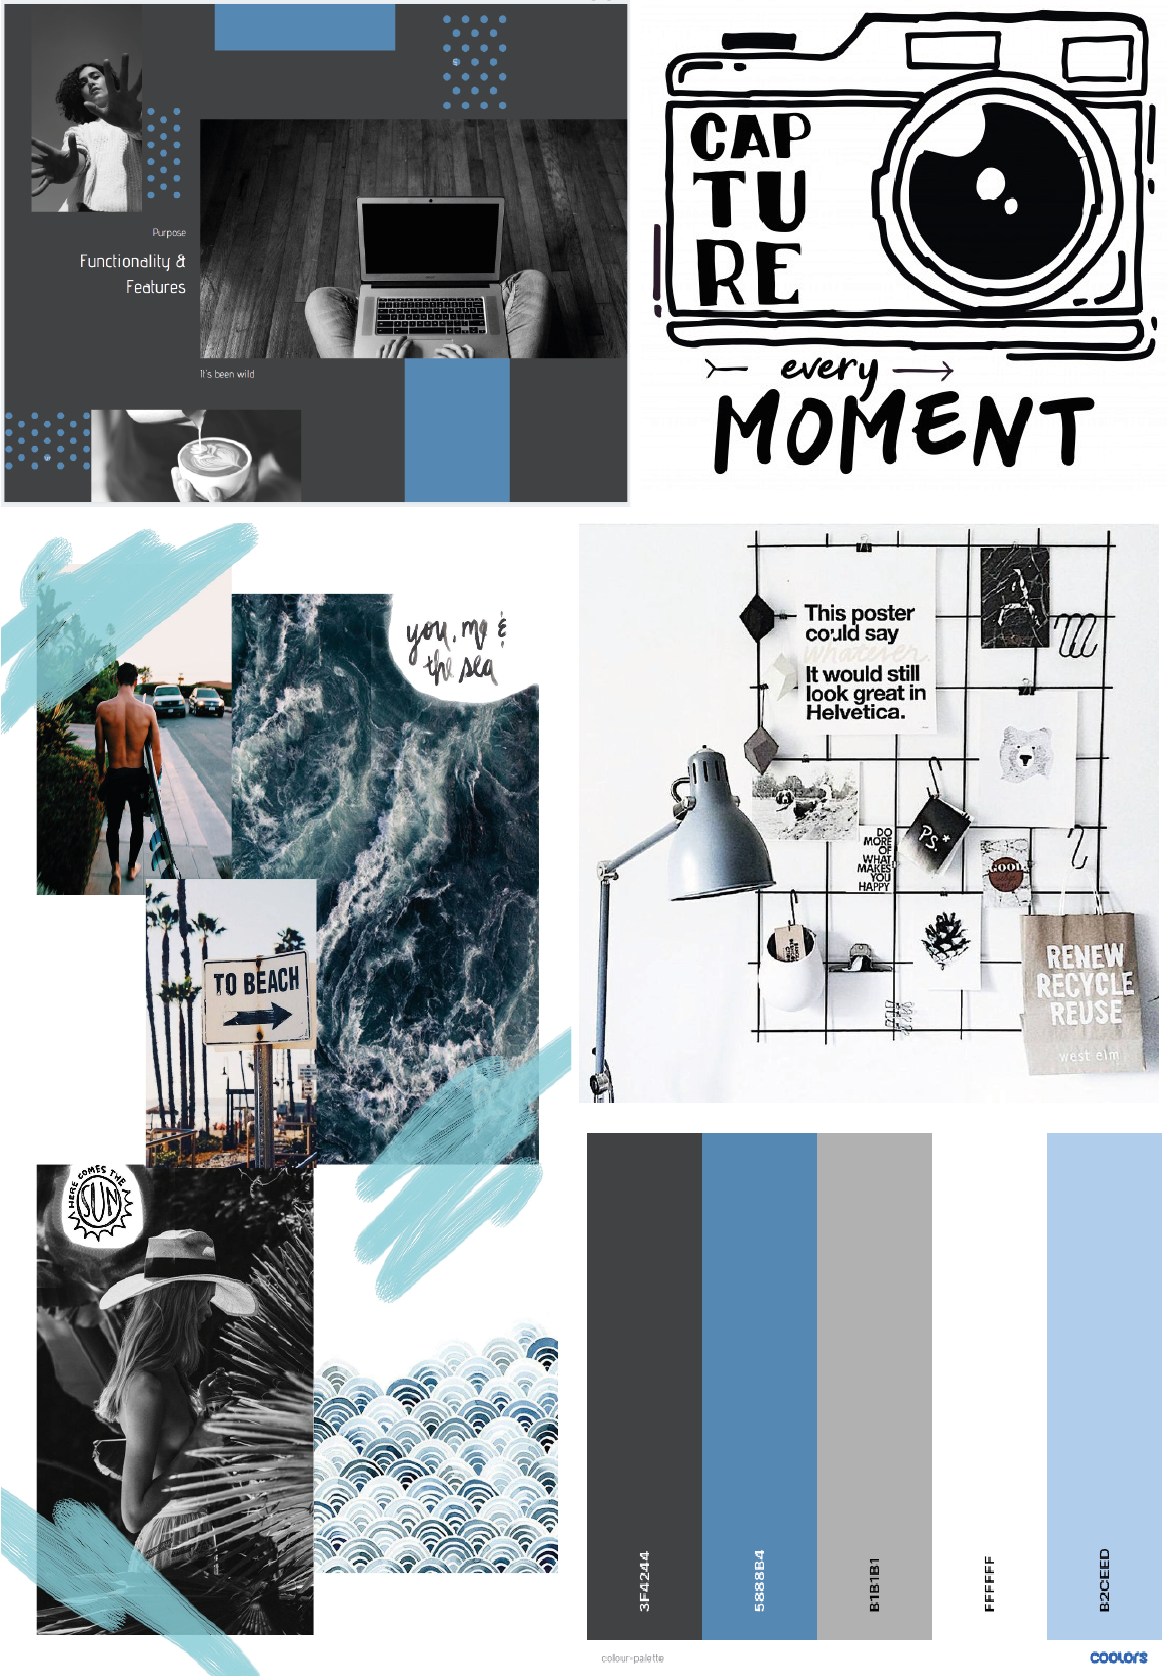 Purpose
Functionality &
Features
It's been wild
CAP
TU
RE
every
MOMENT
you, me &
the sea
TO BEACH
HERE COMES THE
SUN
This poster
could say
whatever.
It would still
look great in
Helvetica.
DO
MORE
OF
WHAT
MAKES
YOU
HAPPY
P.S.*
GOOD
RENEW
RECYCLE
REUSE
west elm
3F4244
5888B4
B1B1B1
FFFFFF
B2CEED
colour-palette
coolors